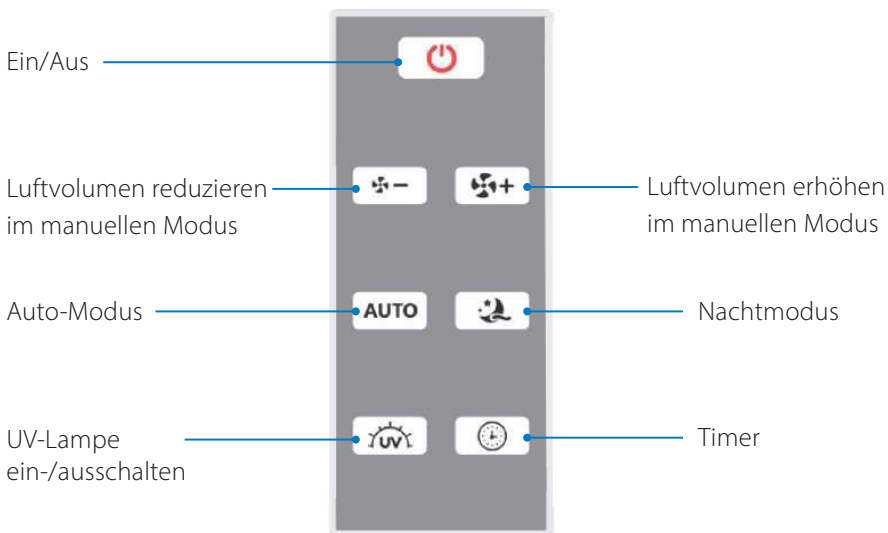 Ein/Aus
Luftvolumen reduzieren
im manuellen Modus
Luftvolumen erhöhen
im manuellen Modus
Auto-Modus
AUTO
Nachtmodus
UV-Lampe
ein-/ausschalten
UV
Timer